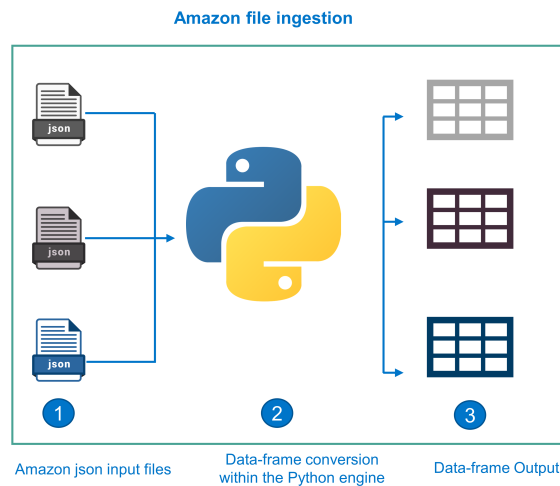 Amazon file ingestion
json
json
json
1
2
3
Amazon json input files
Data-frame conversion
within the Python engine
Data-frame Output